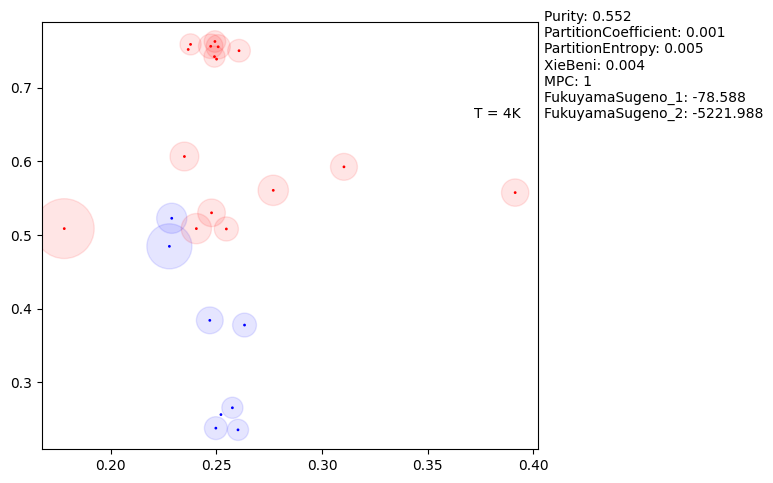 Purity: 0.552
PartitionCoefficient: 0.001
PartitionEntropy: 0.005
XieBeni: 0.004
MPC: 1
FukuyamaSugeno_1: -78.588
FukuyamaSugeno_2: -5221.988
T = 4K
0.7
0.6
0.5
0.4
0.3
0.20 0.25 0.30 0.35 0.40